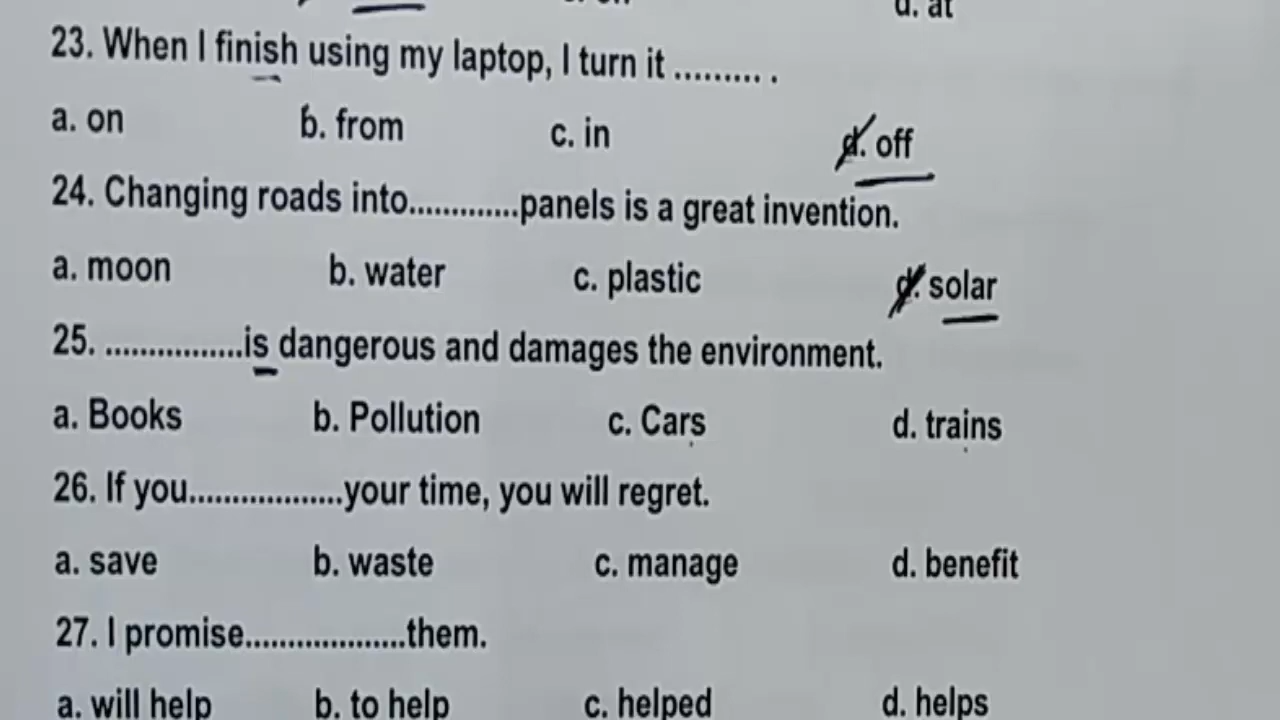 d. at
23. When I finish using my laptop, I turn it ......... .
a. on b. from c. in d. off
24. Changing roads into.............panels is a great invention.
a. moon b. water c. plastic d. solar
25. ................is dangerous and damages the environment.
a. Books b. Pollution c. Cars d. trains
26. If you..................your time, you will regret.
a. save b. waste c. manage d. benefit
27. I promise...................them.
a. will help b. to help c. helped d. helps